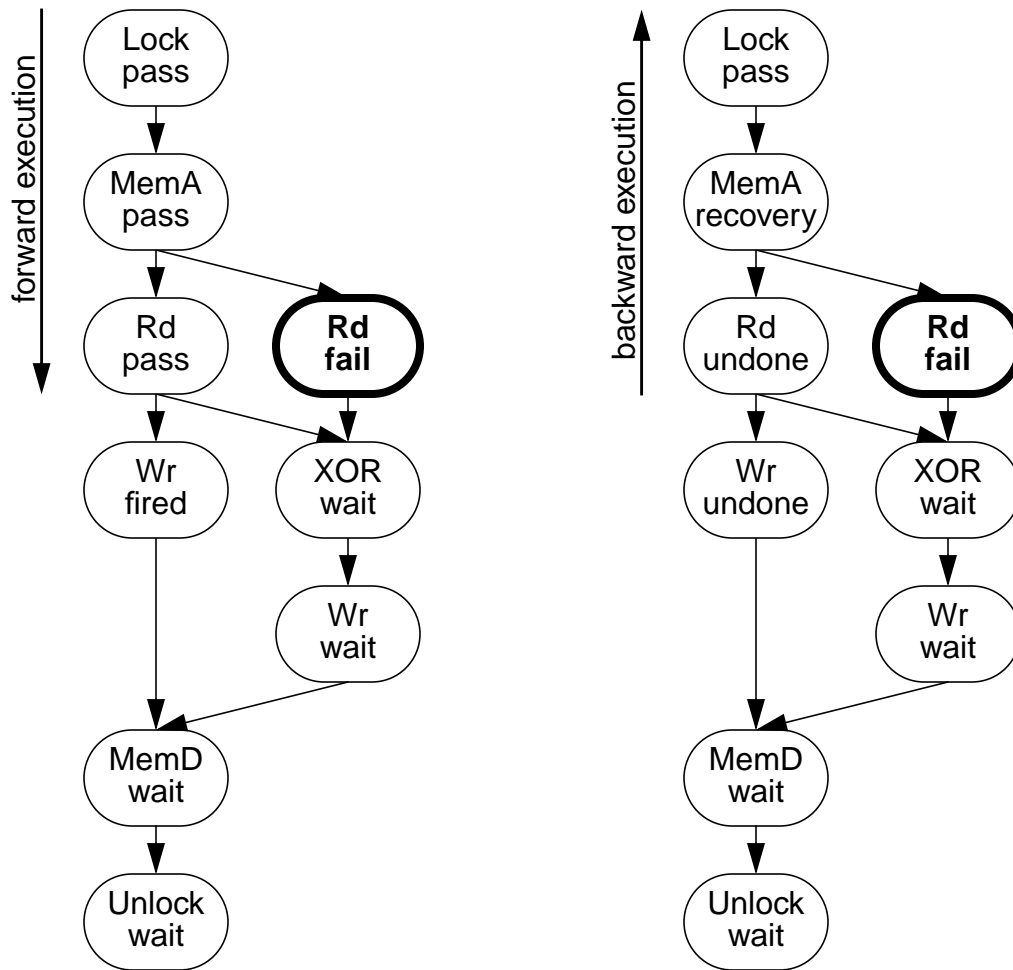 forward execution
Lock
pass
MemA
pass
Rd
pass
Rd
fail
Wr
fired
XOR
wait
Wr
wait
MemD
wait
Unlock
wait
backward execution
Lock
pass
MemA
recovery
Rd
undone
Rd
fail
Wr
undone
XOR
wait
Wr
wait
MemD
wait
Unlock
wait